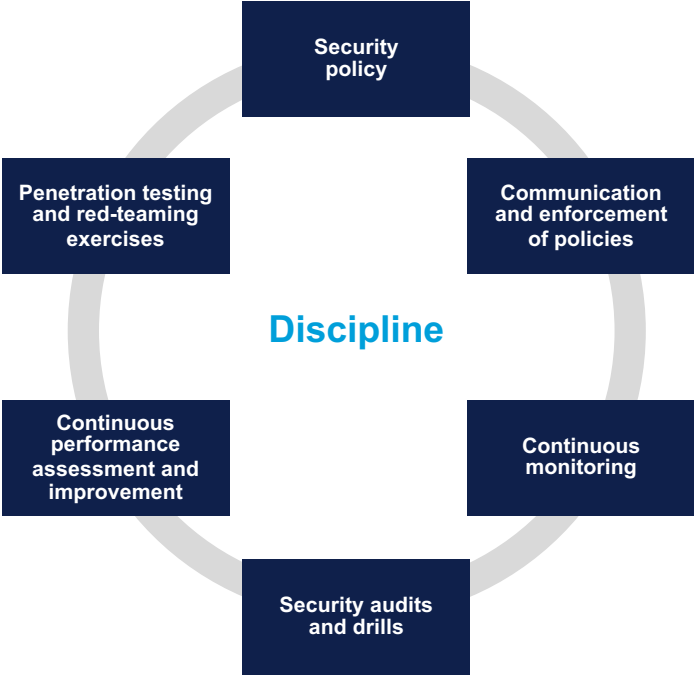 Security
policy
Penetration testing
and red-teaming
exercises
Communication
and enforcement
of policies
Discipline
Continuous
performance
assessment and
improvement
Continuous
monitoring
Security audits
and drills